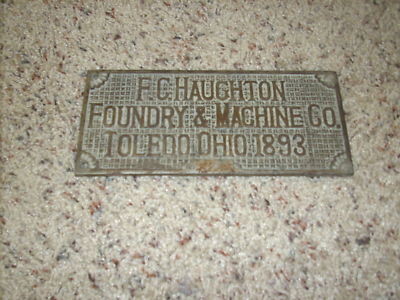 F.C. HAUGHTON
FOUNDRY & MACHINE CO.
TOLEDO, OHIO. 1893